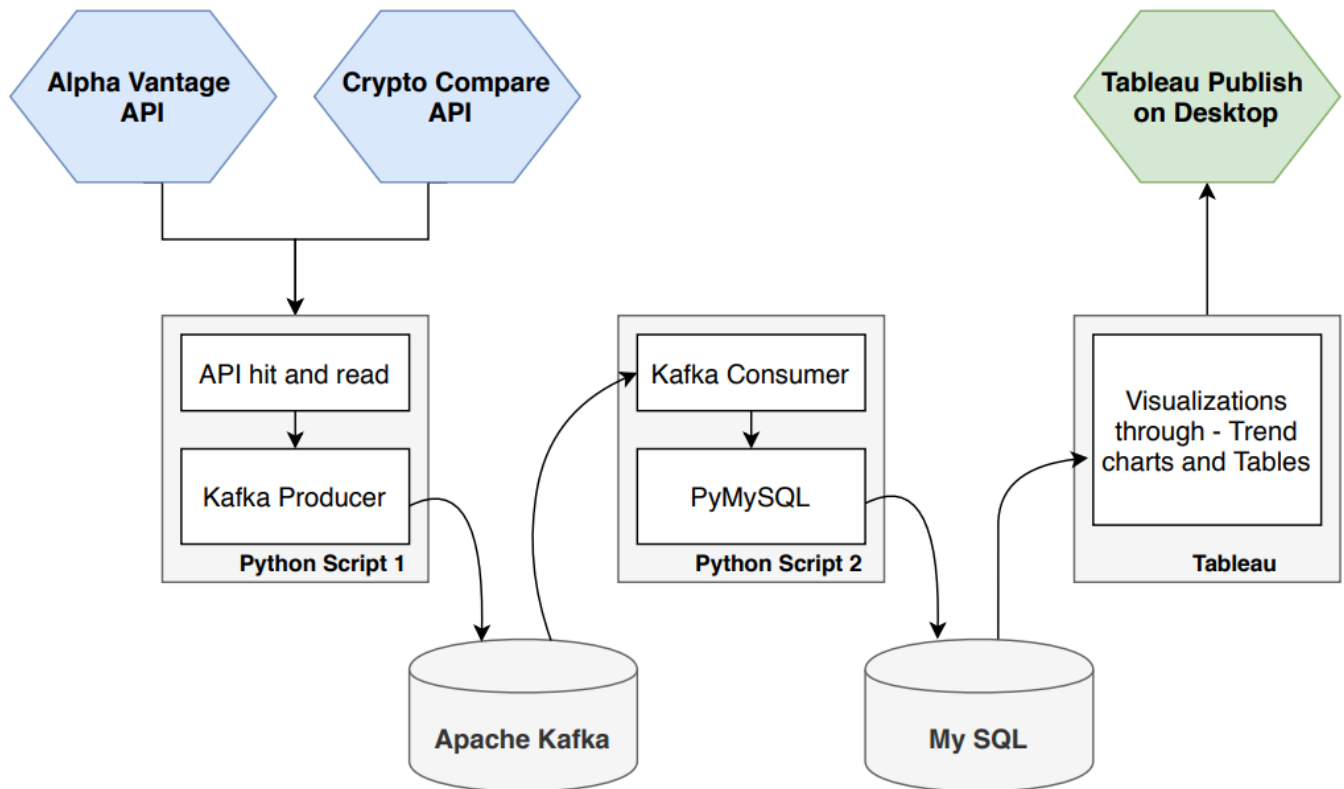 Alpha Vantage
API
Crypto Compare
API
Tableau Publish
on Desktop
API hit and read
Kafka Producer
Python Script 1
Kafka Consumer
PyMySQL
Python Script 2
Visualizations
through - Trend
charts and Tables
Tableau
Apache Kafka
My SQL